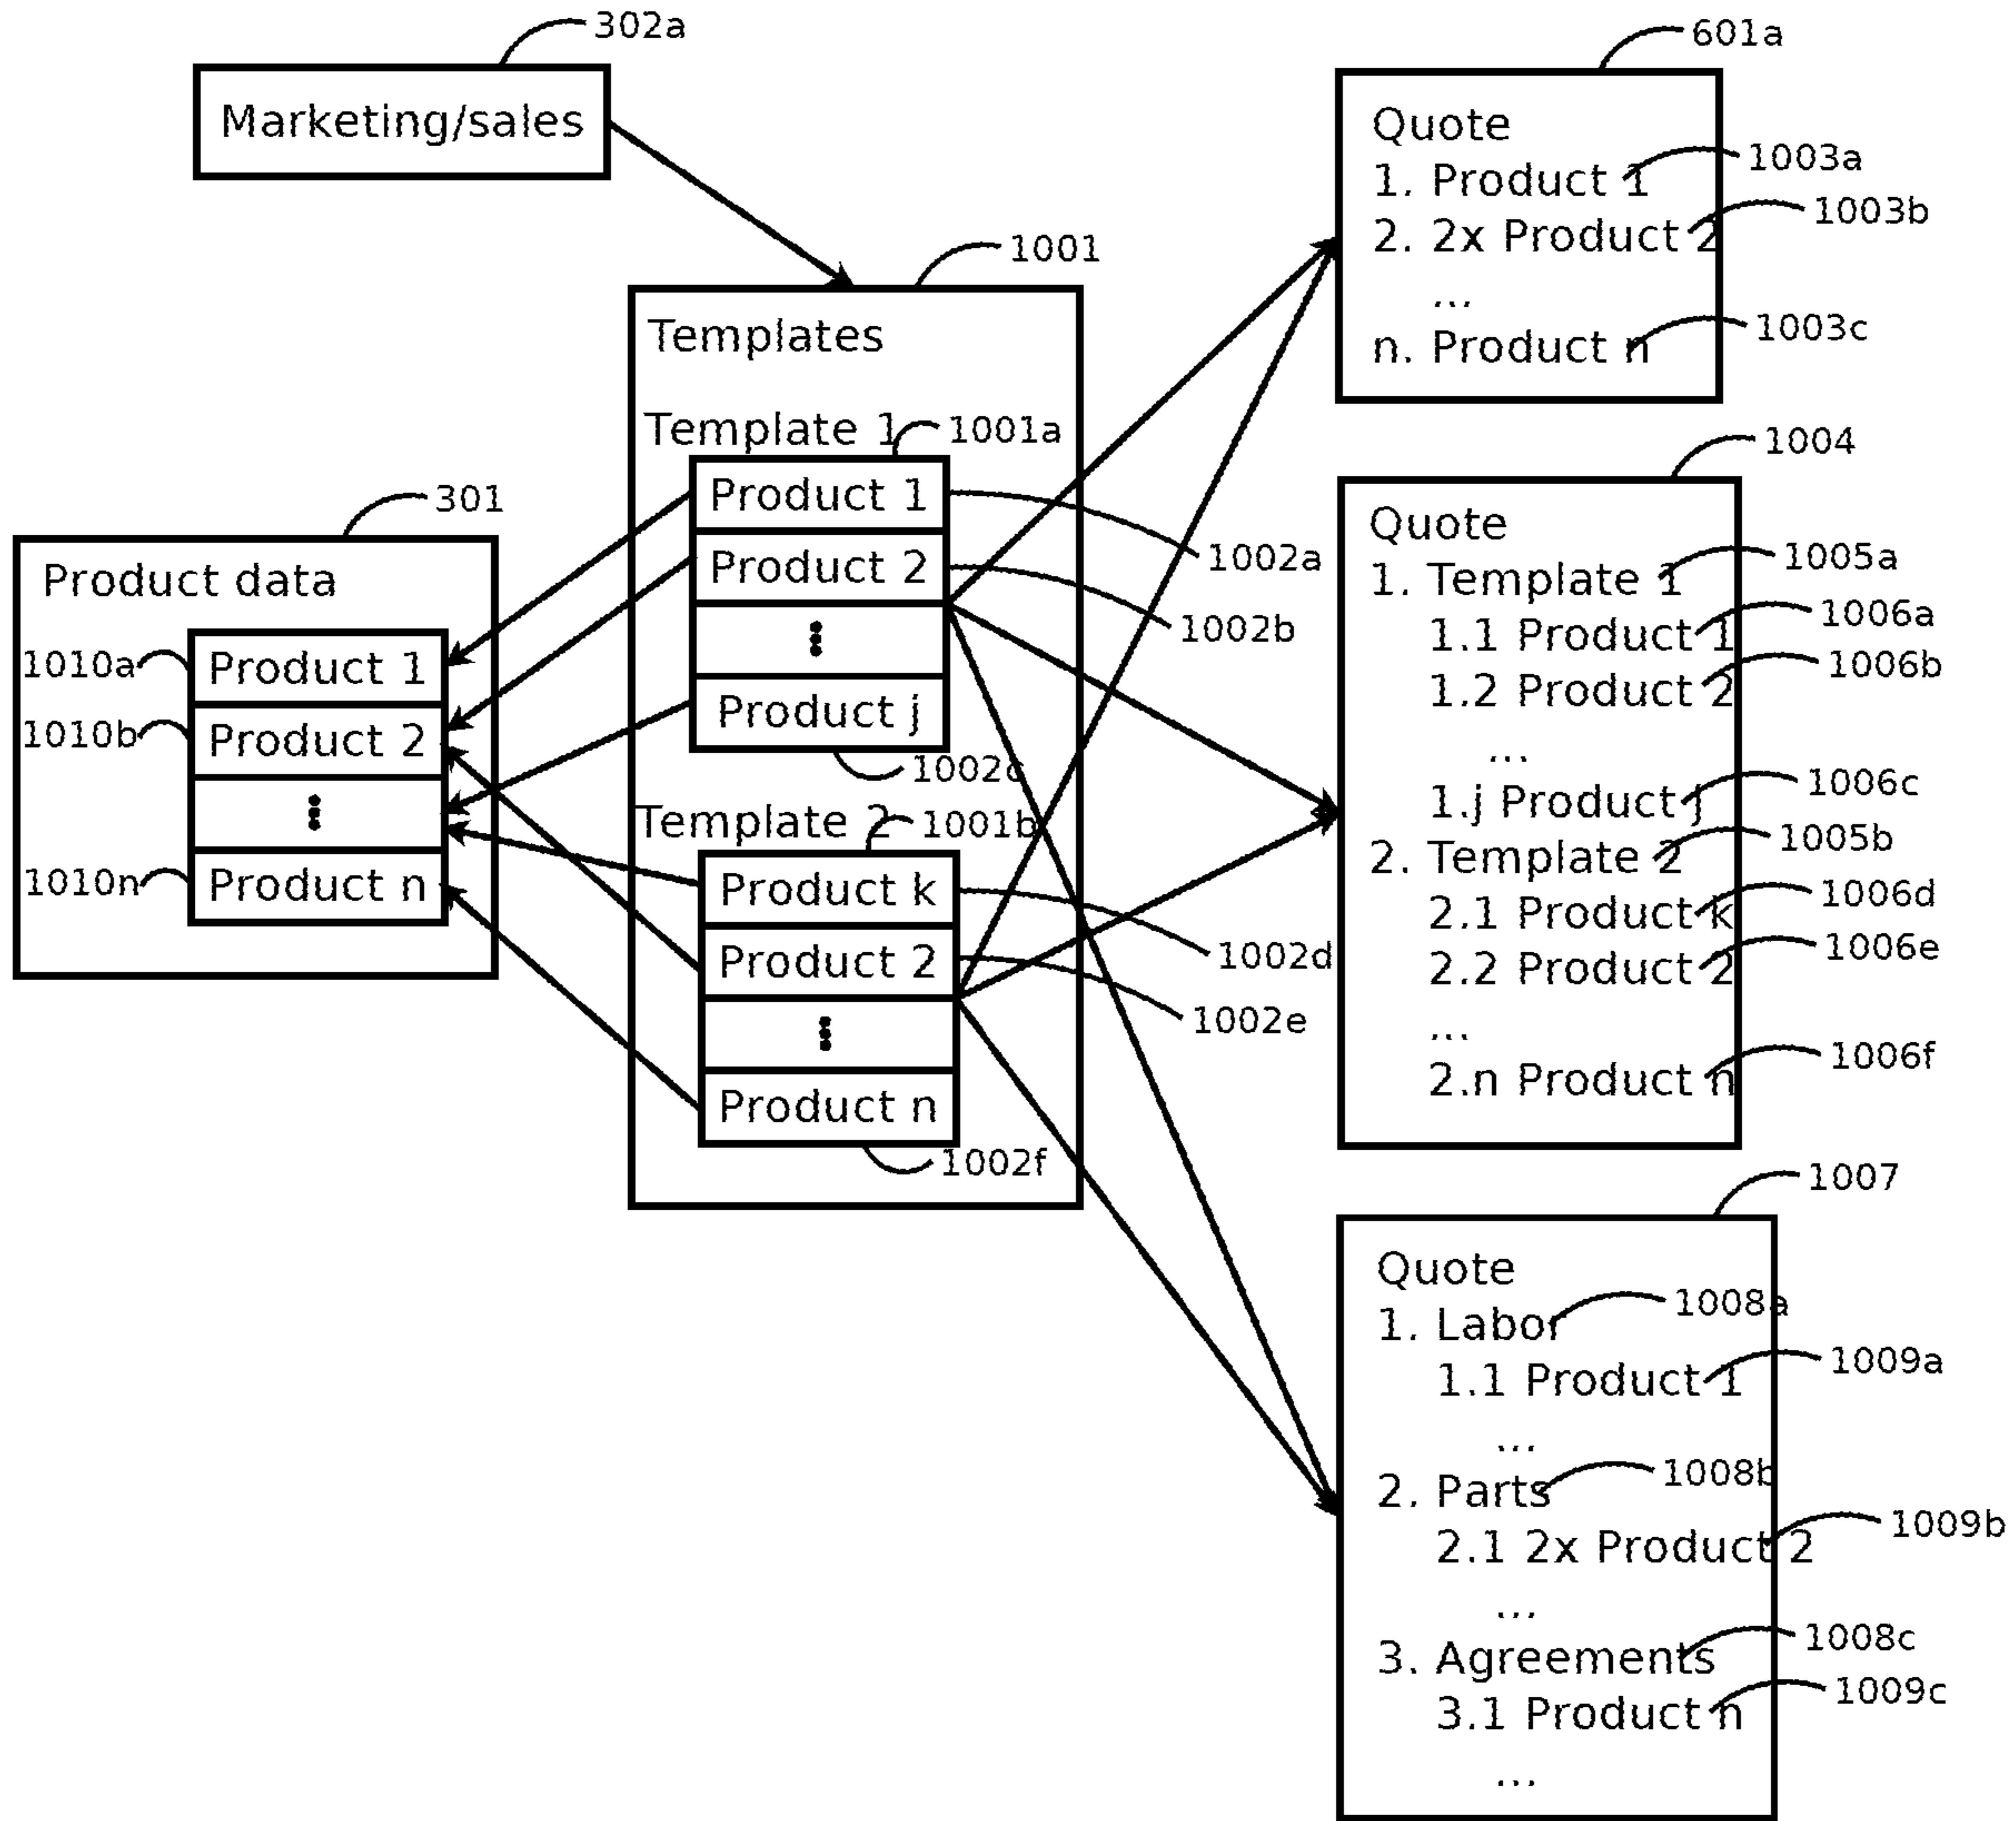 302a
Marketing/sales
1001
Templates
Template 1
1001a
Product 1
Product 2
Product j
1002a
1002b
1002c
Template 2
1001b
Product k
Product 2
Product n
1002d
1002e
1002f
301
Product data
1010a
Product 1
1010b
Product 2
1010n
Product n
601a
Quote
1. Product 1
1003a
2. 2x Product 2
1003b
...
n. Product n
1003c
1004
Quote
1. Template 1
1005a
1.1 Product 1
1006a
1.2 Product 2
1006b
...
1.j Product j
1006c
2. Template 2
1005b
2.1 Product k
1006d
2.2 Product 2
1006e
...
2.n Product n
1006f
1007
Quote
1. Labor
1008a
1.1 Product 1
1009a
...
2. Parts
1008b
2.1 2x Product 2
1009b
...
3. Agreements
1008c
3.1 Product n
1009c
...